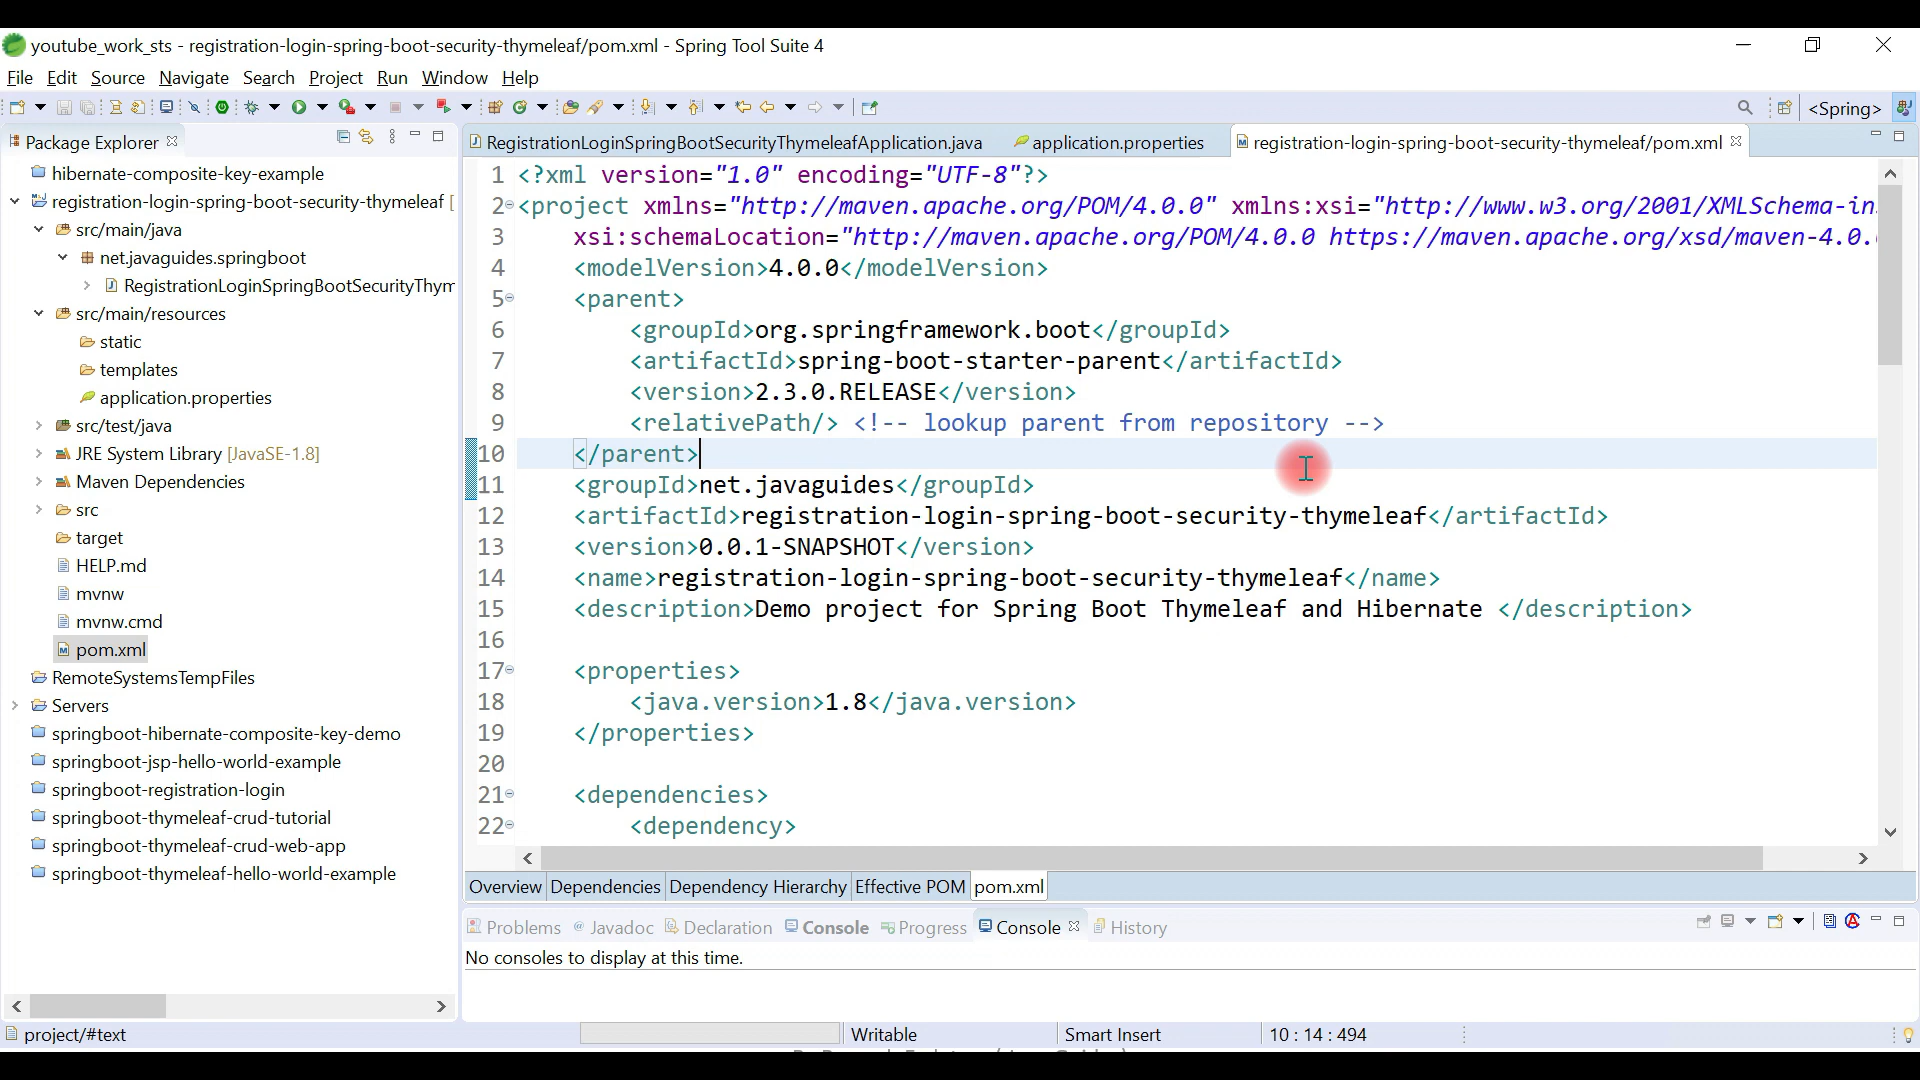 youtube_work_sts - registration-login-spring-boot-security-thymeleaf/pom.xml - Spring Tool Suite 4
File Edit Source Navigate Search Project Run Window Help
<Spring>
Package Explorer
hibernate-composite-key-example
registration-login-spring-boot-security-thymeleaf [
src/main/java
net.javaguides.springboot
RegistrationLoginSpringBootSecurityThym
src/main/resources
static
templates
application.properties
src/test/java
JRE System Library [JavaSE-1.8]
Maven Dependencies
src
target
HELP.md
mvnw
mvnw.cmd
pom.xml
RemoteSystemsTempFiles
Servers
springboot-hibernate-composite-key-demo
springboot-jsp-hello-world-example
springboot-registration-login
springboot-thymeleaf-crud-tutorial
springboot-thymeleaf-crud-web-app
springboot-thymeleaf-hello-world-example
RegistrationLoginSpringBootSecurityThymeleafApplication.java application.properties registration-login-spring-boot-security-thymeleaf/pom.xml
1 <?xml version="1.0" encoding="UTF-8"?>
2 <project xmlns="http://maven.apache.org/POM/4.0.0" xmlns:xsi="http://www.w3.org/2001/XMLSchema-in
3 xsi:schemaLocation="http://maven.apache.org/POM/4.0.0 https://maven.apache.org/xsd/maven-4.0.
4 <modelVersion>4.0.0</modelVersion>
5 <parent>
6 <groupId>org.springframework.boot</groupId>
7 <artifactId>spring-boot-starter-parent</artifactId>
8 <version>2.3.0.RELEASE</version>
9 <relativePath/> <!-- lookup parent from repository -->
10 </parent>
11 <groupId>net.javaguides</groupId>
12 <artifactId>registration-login-spring-boot-security-thymeleaf</artifactId>
13 <version>0.0.1-SNAPSHOT</version>
14 <name>registration-login-spring-boot-security-thymeleaf</name>
15 <description>Demo project for Spring Boot Thymeleaf and Hibernate </description>
16
17 <properties>
18 <java.version>1.8</java.version>
19 </properties>
20
21 <dependencies>
22 <dependency>
Overview Dependencies Dependency Hierarchy Effective POM pom.xml
Problems Javadoc Declaration Console Progress Console History
No consoles to display at this time.
project/#text Writable Smart Insert 10 : 14 : 494